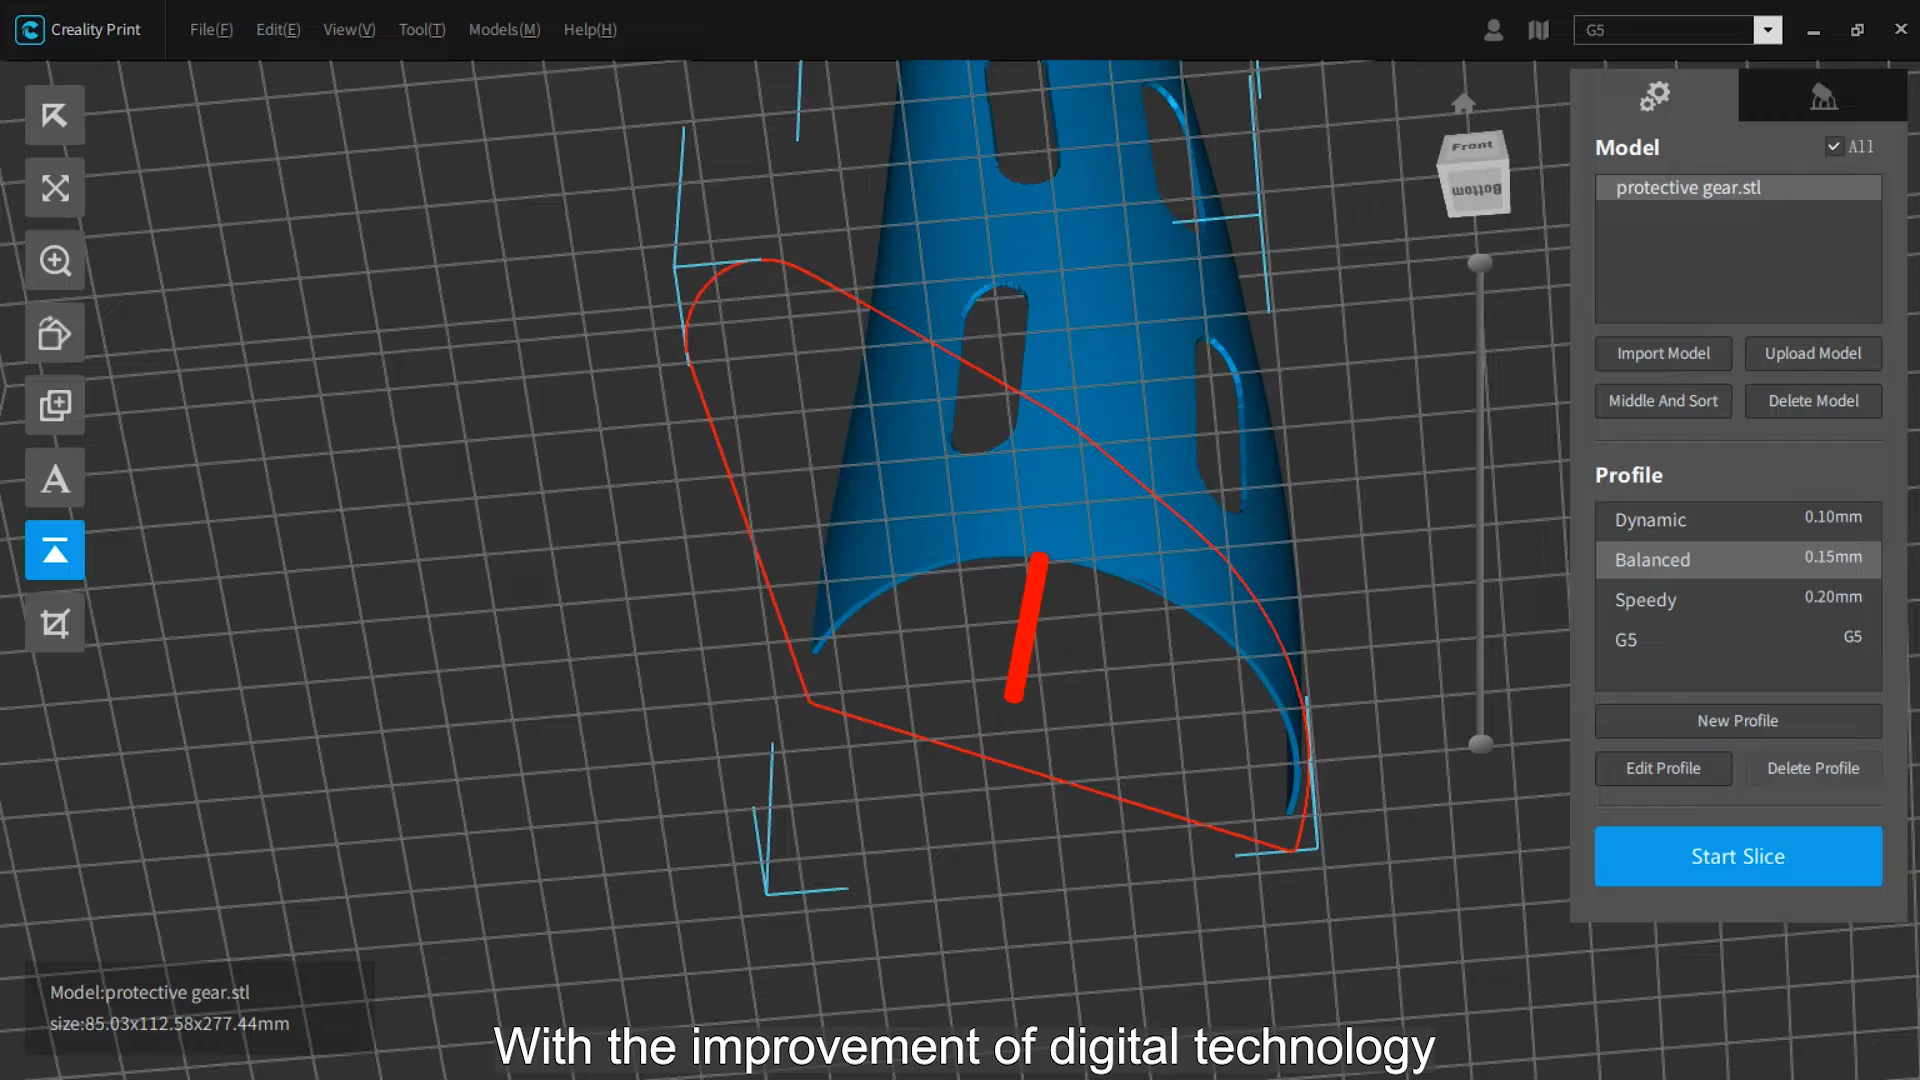 Creality Print
File(F)
Edit(E)
View(V)
Tool(T)
Models(M)
Help(H)
G5
Front
Bottom
Model
All
protective gear.stl
Import Model
Upload Model
Middle And Sort
Delete Model
Profile
Dynamic 0.10mm
Balanced 0.15mm
Speedy 0.20mm
G5 G5
New Profile
Edit Profile
Delete Profile
Start Slice
Model:protective gear.stl
size:85.03x112.58x277.44mm
With the improvement of digital technology